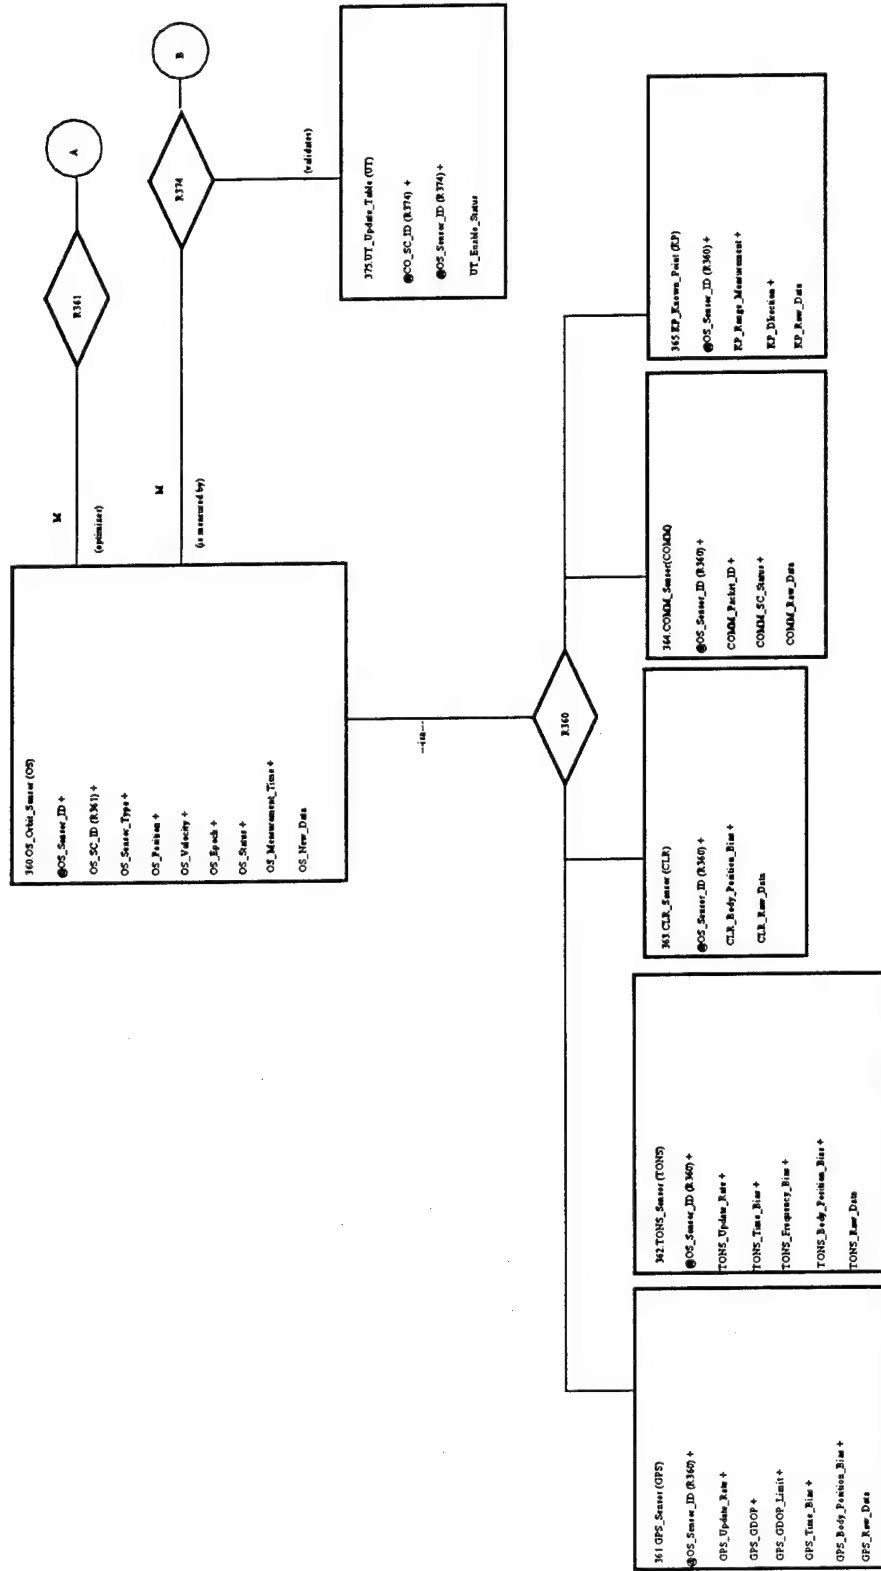 A
R361
M
(optimizes)
B
R374
M
(is measured by)
(validates)
360.OS_Orbit_Sensor (OS)
@OS_Sensor_ID +
OS_SC_ID (R361) +
OS_Sensor_Type +
OS_Position +
OS_Velocity +
OS_Epoch +
OS_Status +
OS_Measurement_Time +
OS_New_Data
375.UT_Update_Table (UT)
@CO_SC_ID (R374) +
@OS_Sensor_ID (R374) +
UT_Enable_Status
---isa---
R360
361 GPS_Sensor (GPS)
@OS_Sensor_ID (R360) +
GPS_Update_Rate +
GPS_GDOP +
GPS_GDOP_Limit +
GPS_Time_Bias +
GPS_Body_Position_Bias +
GPS_Raw_Data
362.TONS_Sensor (TONS)
@OS_Sensor_ID (R360) +
TONS_Update_Rate +
TONS_Time_Bias +
TONS_Frequency_Bias +
TONS_Body_Position_Bias +
TONS_Raw_Data
363.CLR_Sensor (CLR)
@OS_Sensor_ID (R360) +
CLR_Body_Position_Bias +
CLR_Raw_Data
364.COMM_Sensor(COMM)
@OS_Sensor_ID (R360) +
COMM_Packet_ID +
COMM_SC_Status +
COMM_Raw_Data
365.KP_Known_Point (KP)
@OS_Sensor_ID (R360) +
KP_Range_Measurement +
KP_Direction +
KP_Raw_Data